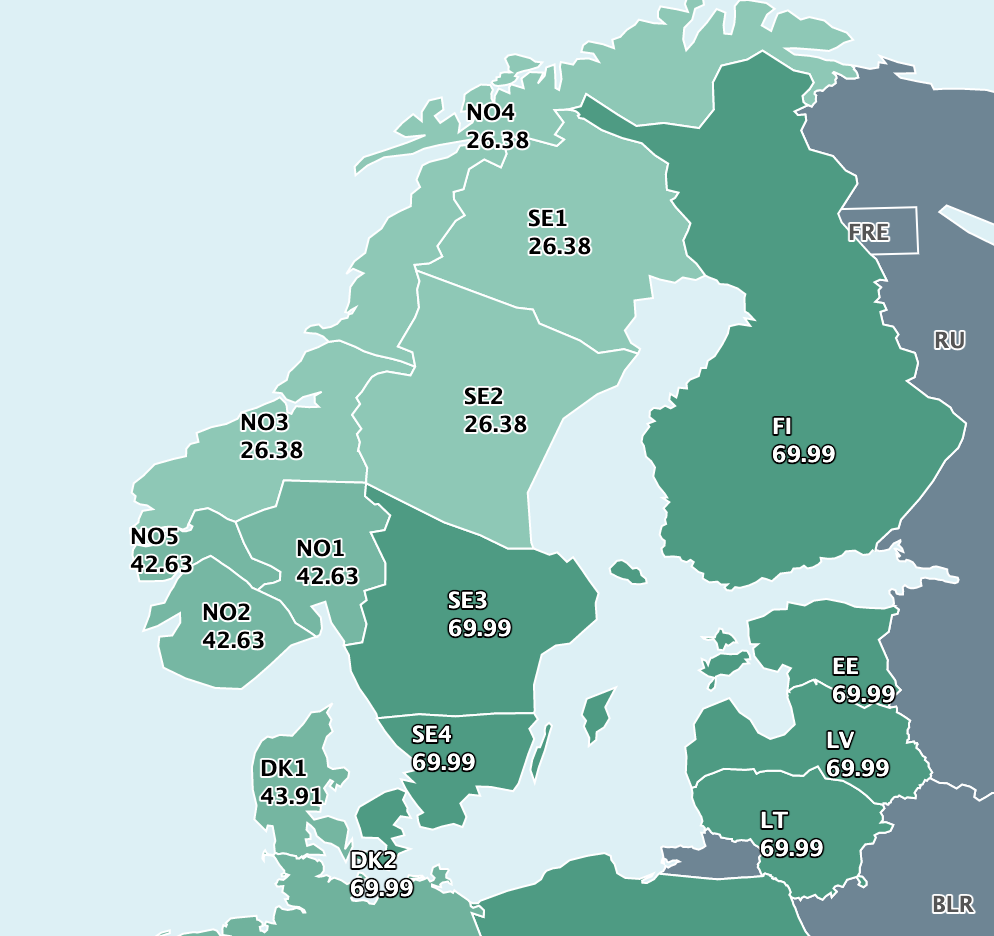 NO4
26.38
SE1
26.38
FRE
RU
SE2
26.38
NO3
26.38
FI
69.99
NO5
42.63
NO1
42.63
SE3
69.99
NO2
42.63
EE
69.99
SE4
69.99
LV
69.99
DK1
43.91
LT
69.99
DK2
69.99
BLR